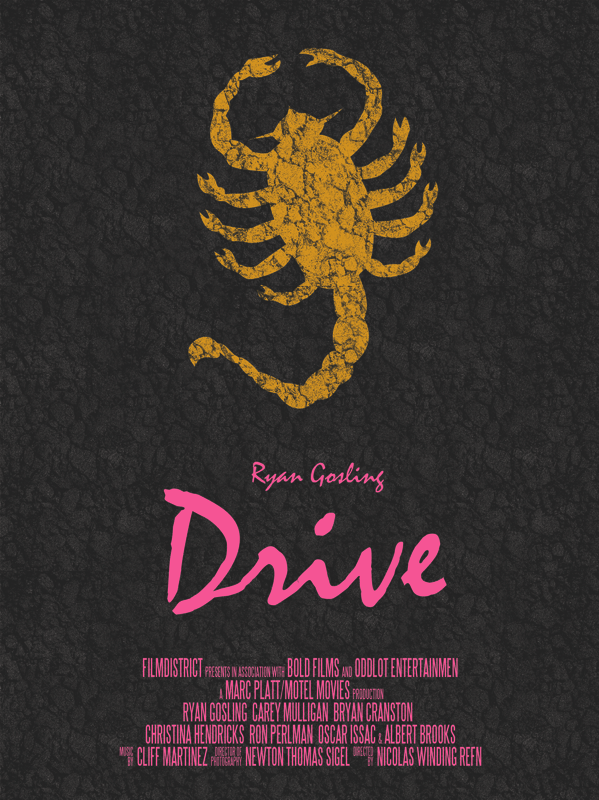 Ryan Gosling
Drive
FILMDISTRICT PRESENTS IN ASSOCIATION WITH BOLD FILMS AND ODDLOT ENTERTAINMEN
A MARC PLATT/MOTEL MOVIES PRODUCTION
RYAN GOSLING CAREY MULLIGAN BRYAN CRANSTON
CHRISTINA HENDRICKS RON PERLMAN OSCAR ISSAC & ALBERT BROOKS
MUSIC BY CLIFF MARTINEZ DIRECTOR OF PHOTOGRAPHY NEWTON THOMAS SIGEL DIRECTED BY NICOLAS WINDING REFN